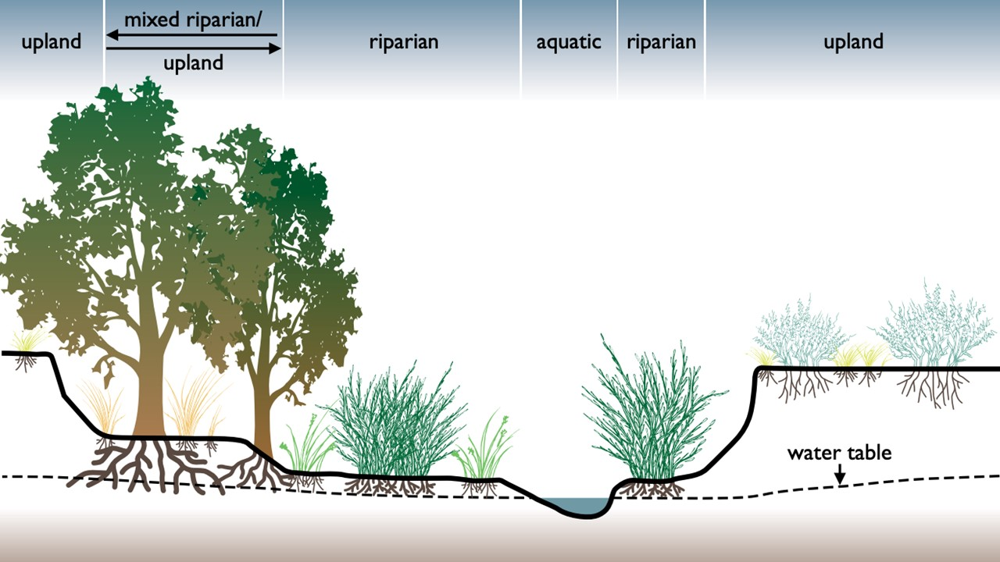 upland
mixed riparian/
upland
riparian
aquatic
riparian
upland
water table